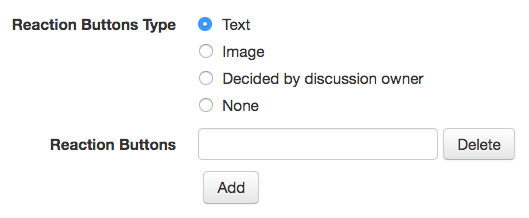 Reaction Buttons Type Text
Image
Decided by discussion owner
None
Reaction Buttons Delete
Add